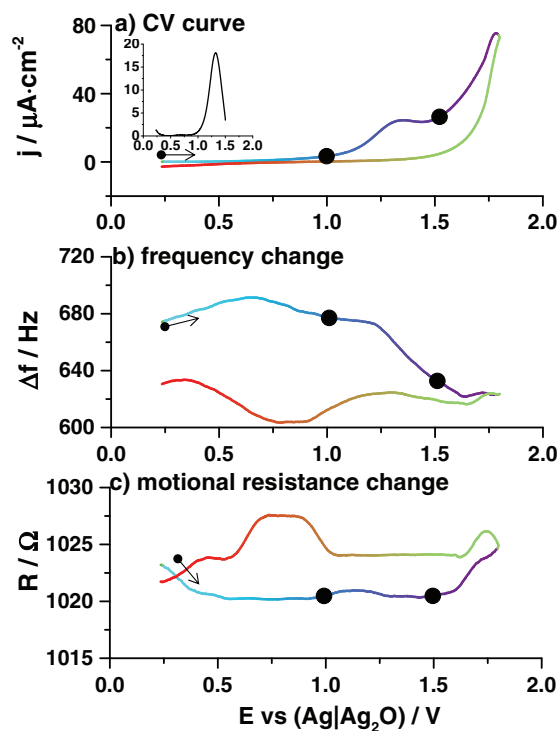 a) CV curve
j / μA·cm⁻²
80
40
0
20
15
10
5
0
0.0 0.5 1.0 1.5 2.0
0.0 0.5 1.0 1.5 2.0
b) frequency change
Δf / Hz
720
680
640
600
0.0 0.5 1.0 1.5 2.0
c) motional resistance change
R / Ω
1030
1025
1020
1015
0.0 0.5 1.0 1.5 2.0
E vs (Ag|Ag₂O) / V